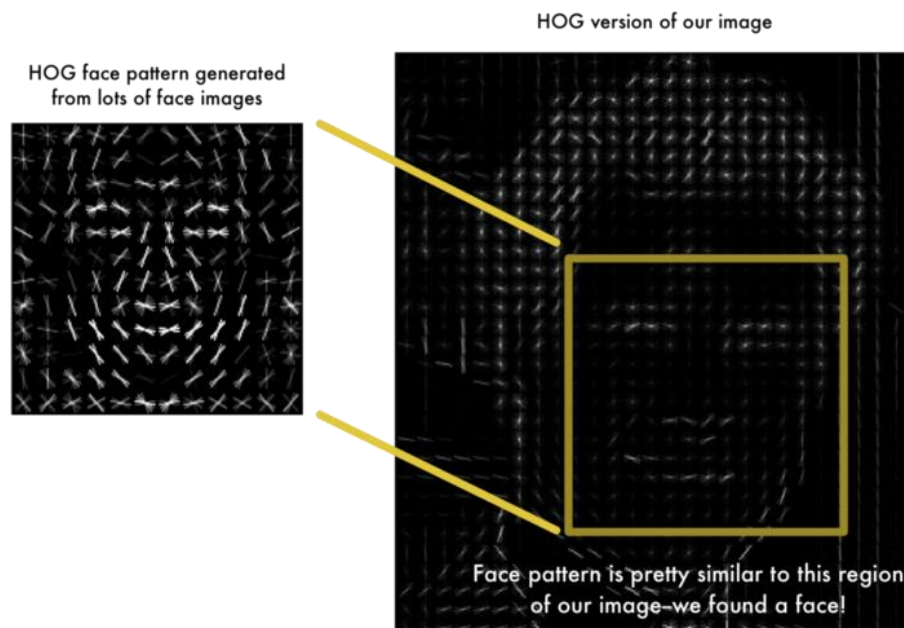 HOG version of our image
HOG face pattern generated
from lots of face images
Face pattern is pretty similar to this region
of our image–we found a face!